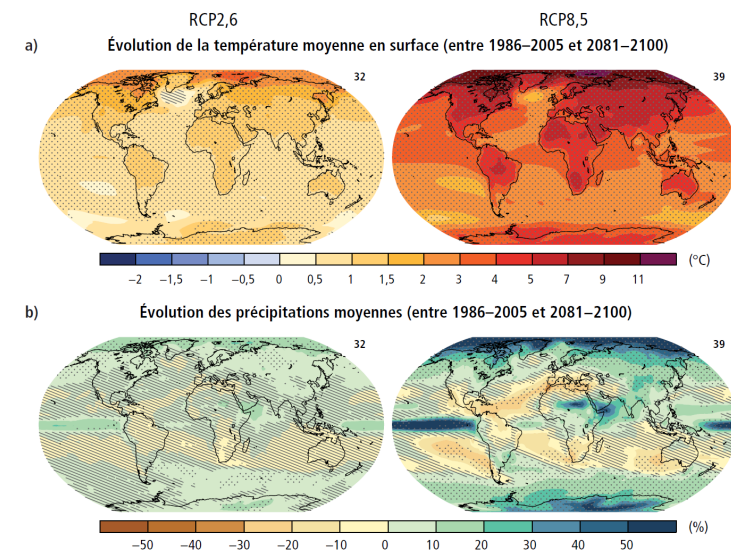 RCP2,6 RCP8,5
a) Évolution de la température moyenne en surface (entre 1986–2005 et 2081–2100)
32 39
−2 −1,5 −1 −0,5 0 0,5 1 1,5 2 3 4 5 7 9 11 (°C)
b) Évolution des précipitations moyennes (entre 1986–2005 et 2081–2100)
32 39
−50 −40 −30 −20 −10 0 10 20 30 40 50 (%)